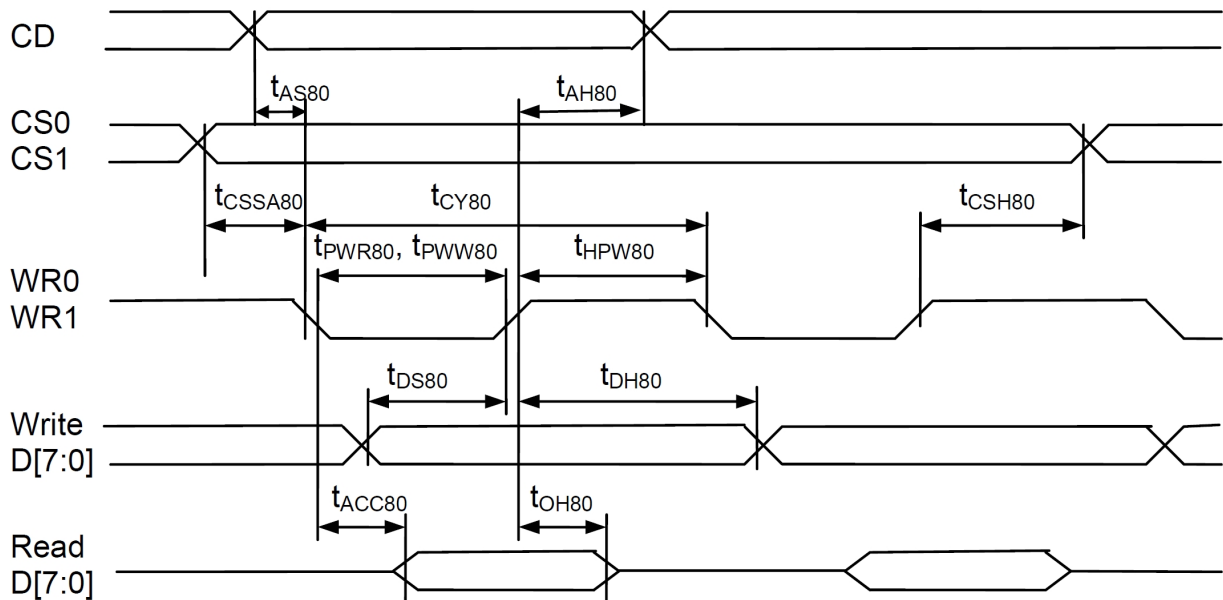 CD
tAS80 tAH80
CS0
CS1
tCSSA80 tCY80 tCSH80
tPWR80, tPWW80 tHPW80
WR0
WR1
tDS80 tDH80
Write
D[7:0]
tACC80 tOH80
Read
D[7:0]